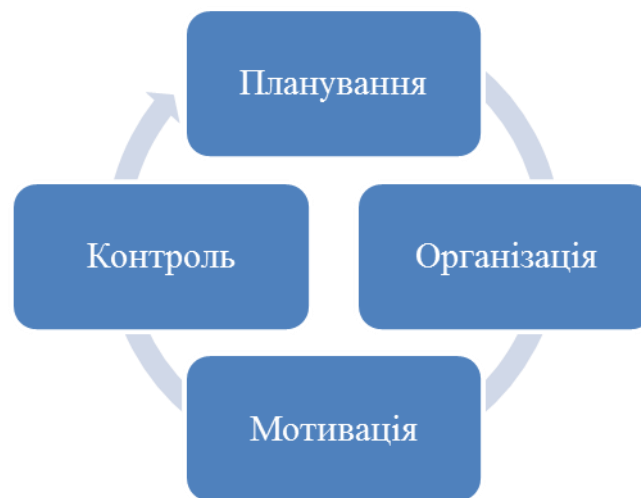 Планування
Організація
Мотивація
Контроль